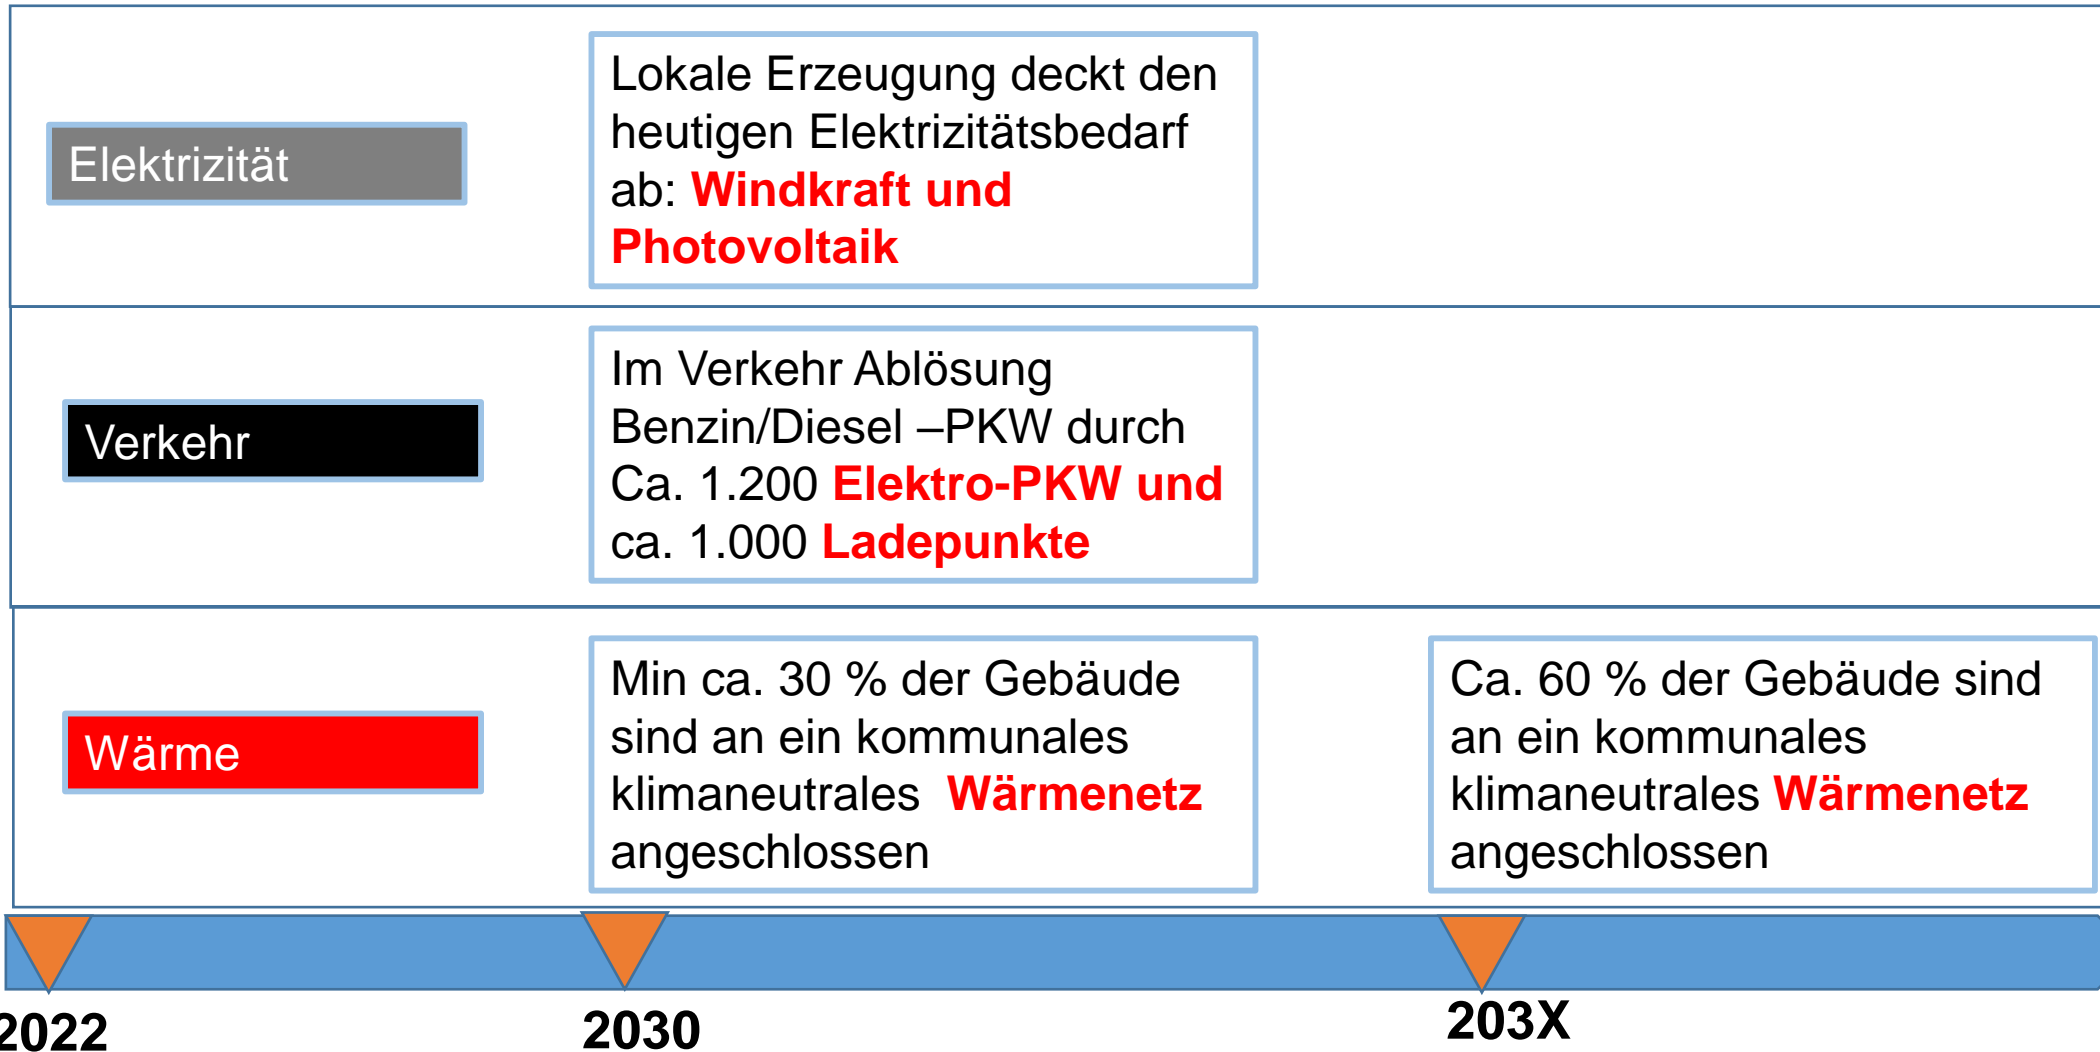 Elektrizität
Lokale Erzeugung deckt den
heutigen Elektrizitätsbedarf
ab: Windkraft und
Photovoltaik
Verkehr
Im Verkehr Ablösung
Benzin/Diesel –PKW durch
Ca. 1.200 Elektro-PKW und
ca. 1.000 Ladepunkte
Wärme
Min ca. 30 % der Gebäude
sind an ein kommunales
klimaneutrales Wärmenetz
angeschlossen
Ca. 60 % der Gebäude sind
an ein kommunales
klimaneutrales Wärmenetz
angeschlossen
2022
2030
203X